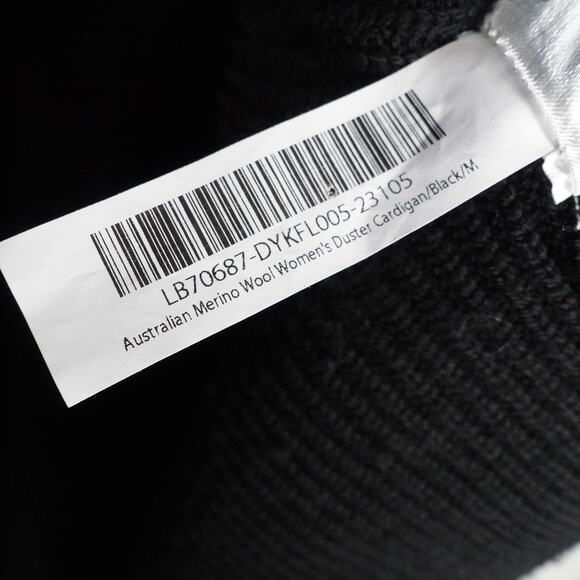 LB70687-DYKFL005-23105
Australian Merino Wool Women's Duster Cardigan/Black/M